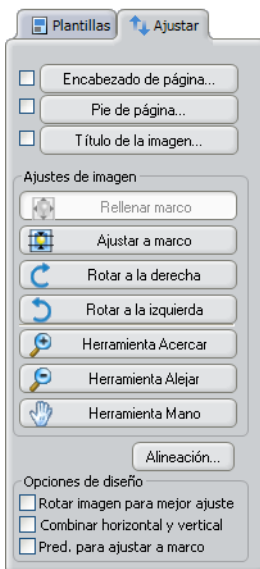 Plantillas Ajustar
Encabezado de página...
Pie de página...
Título de la imagen...
Ajustes de imagen
Rellenar marco
Ajustar a marco
Rotar a la derecha
Rotar a la izquierda
Herramienta Acercar
Herramienta Alejar
Herramienta Mano
Alineación...
Opciones de diseño
Rotar imagen para mejor ajuste
Combinar horizontal y vertical
Pred. para ajustar a marco